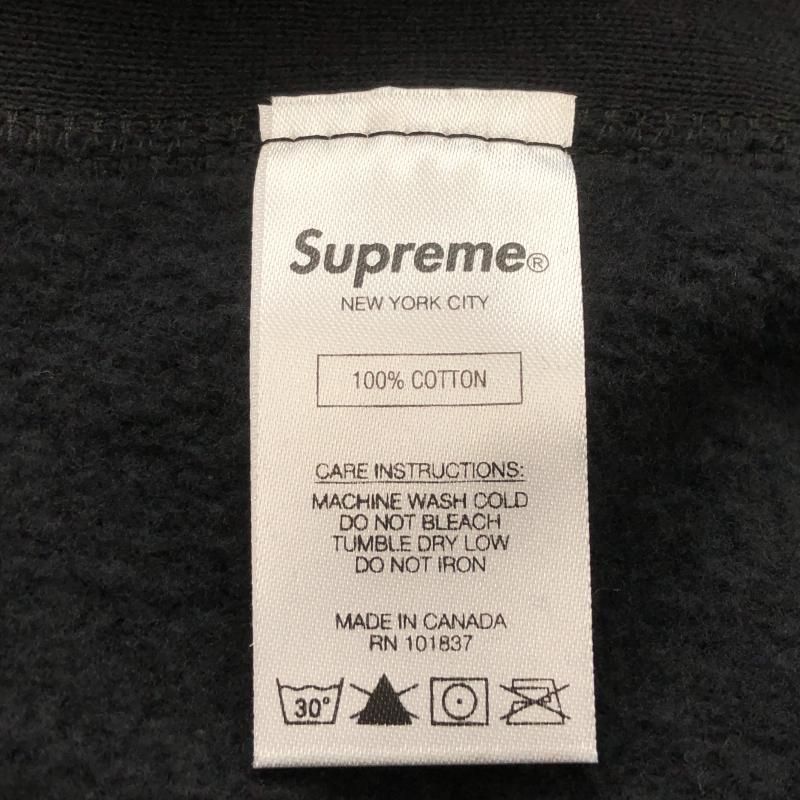 Supreme®
NEW YORK CITY
100% COTTON
CARE INSTRUCTIONS:
MACHINE WASH COLD
DO NOT BLEACH
TUMBLE DRY LOW
DO NOT IRON
MADE IN CANADA
RN 101837
30°